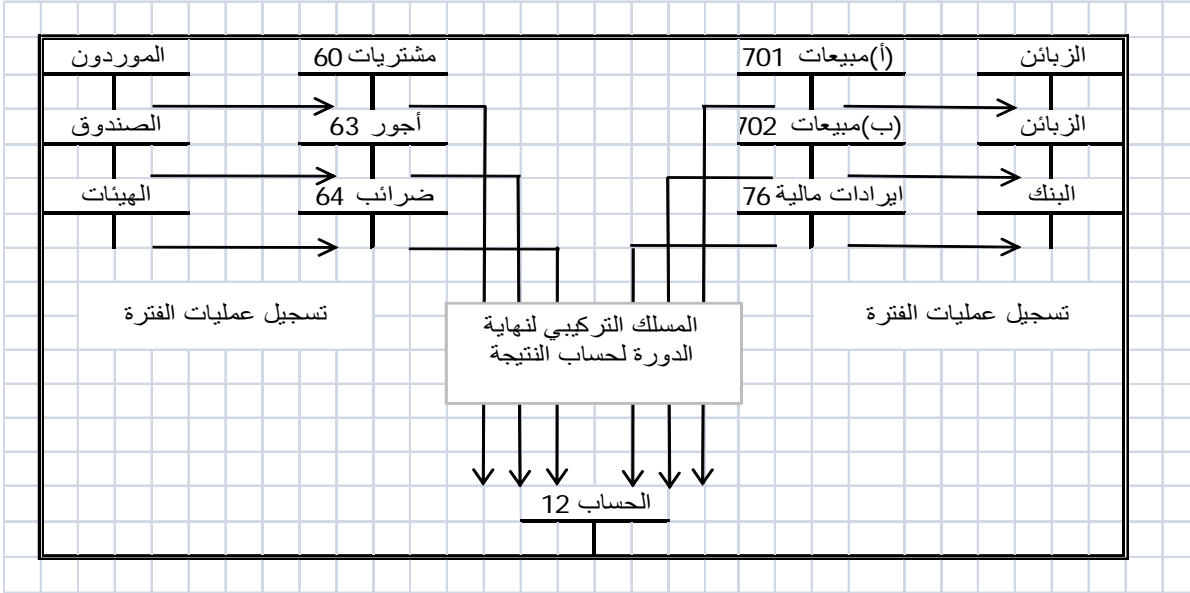 الزبائن
(أ)مبيعات 701
مشتريات 60
الموردون
الزبائن
(ب)مبيعات 702
أجور 63
الصندوق
البنك
ايرادات مالية 76
ضرائب 64
الهيئات
تسجيل عمليات الفترة
تسجيل عمليات الفترة
المسلك التركيبي لنهاية
الدورة لحساب النتيجة
الحساب 12